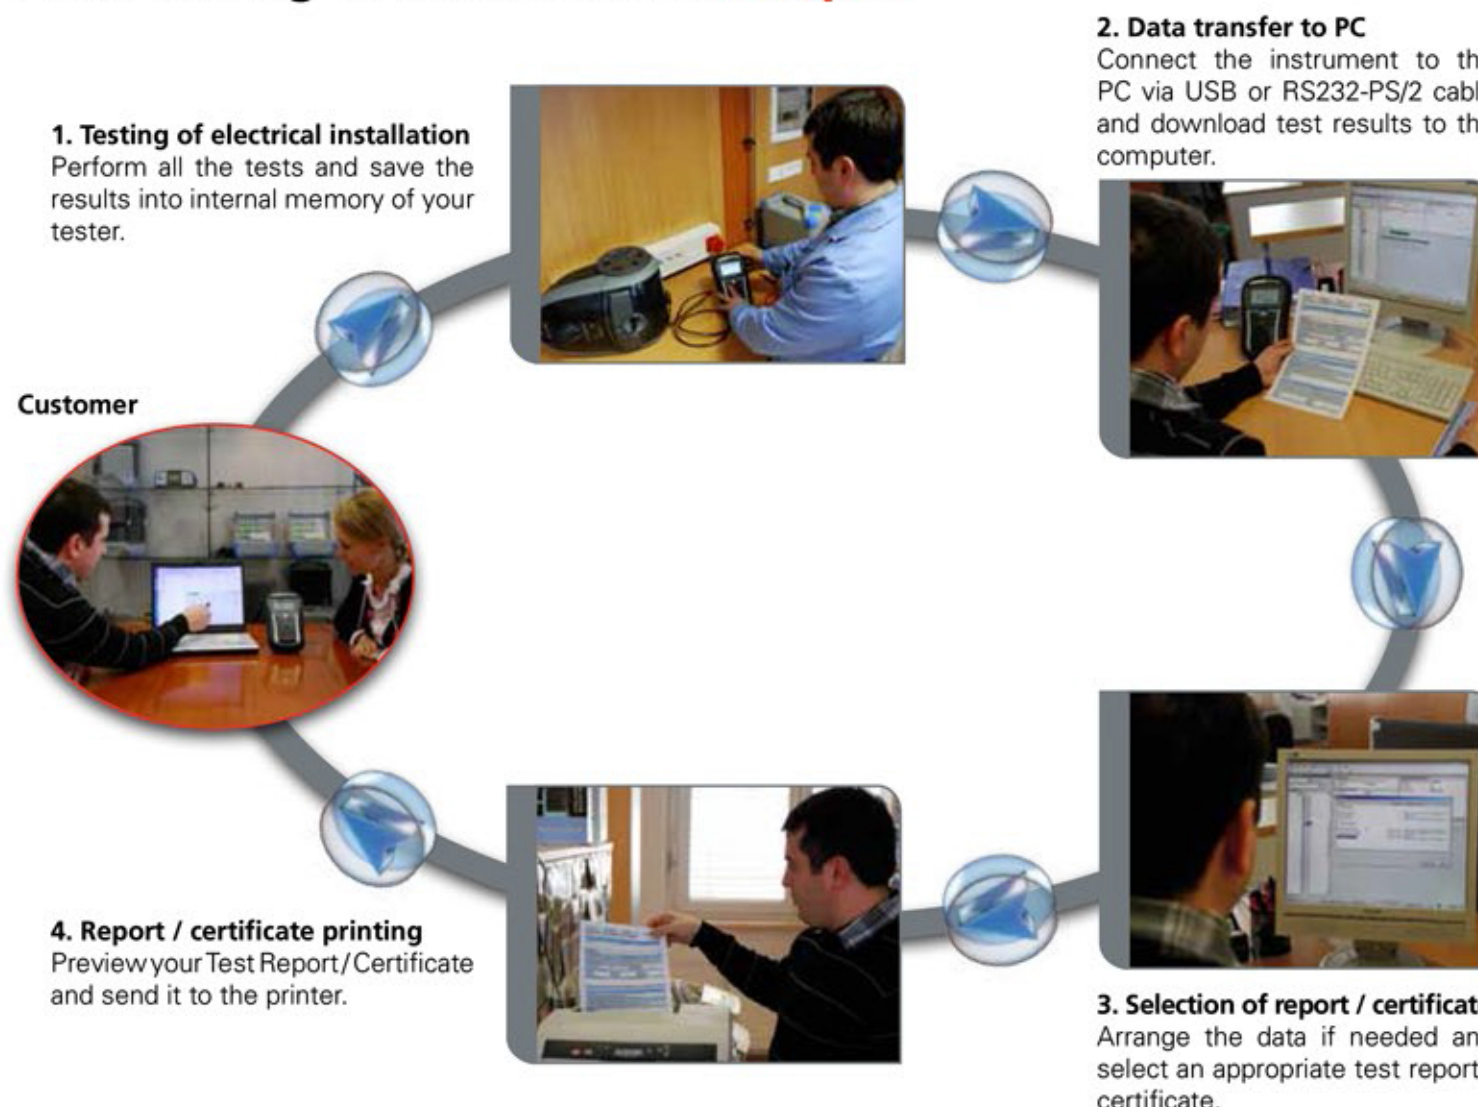 1. Testing of electrical installation
Perform all the tests and save the
results into internal memory of your
tester.
2. Data transfer to PC
Connect the instrument to th
PC via USB or RS232-PS/2 cabl
and download test results to th
computer.
Customer
4. Report / certificate printing
Preview your Test Report/Certificate
and send it to the printer.
3. Selection of report / certificat
Arrange the data if needed an
select an appropriate test report
certificate.